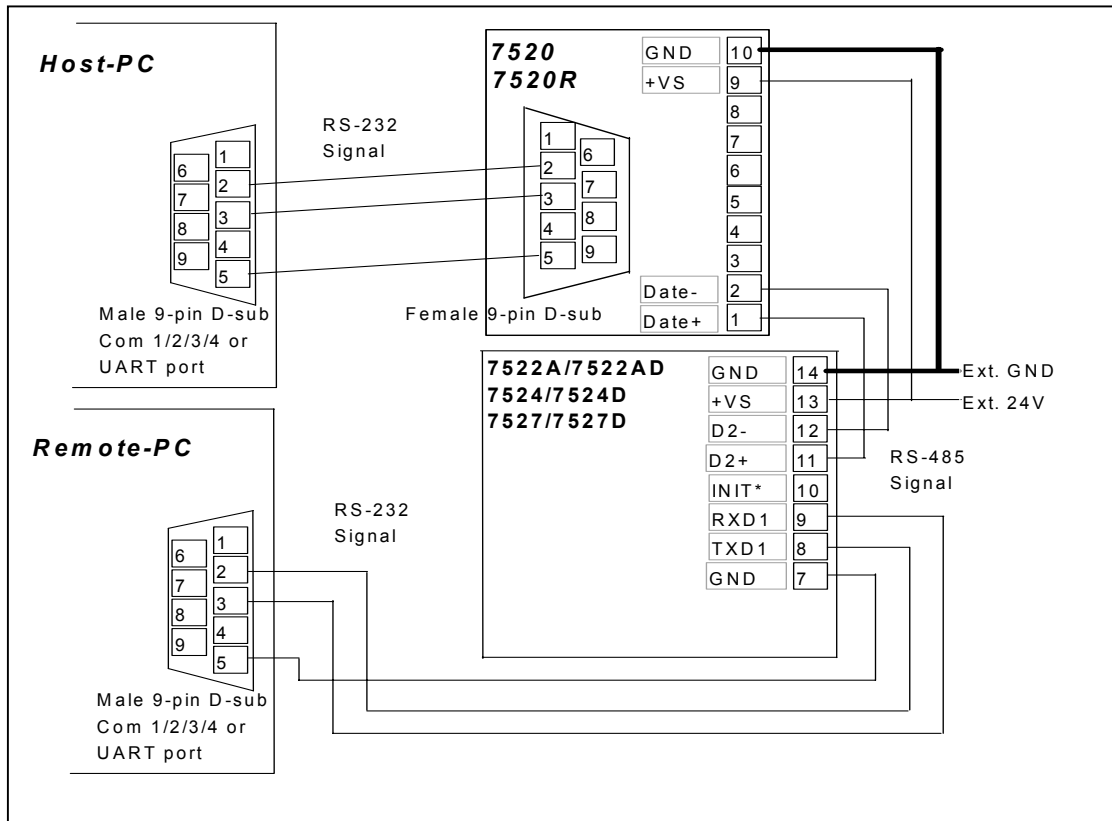 Host-PC
RS-232
Signal
1
2
3
4
5
6
7
8
9
Male 9-pin D-sub
Com 1/2/3/4 or
UART port
7520
7520R
1
2
3
4
5
6
7
8
9
Female 9-pin D-sub
GND 10
+VS 9
8
7
6
5
4
3
Date- 2
Date+ 1
7522A/7522AD
7524/7524D
7527/7527D
GND 14
+VS 13
D2- 12
D2+ 11
INIT* 10
RXD1 9
TXD1 8
GND 7
Ext. GND
Ext. 24V
RS-485
Signal
Remote-PC
RS-232
Signal
1
2
3
4
5
6
7
8
9
Male 9-pin D-sub
Com 1/2/3/4 or
UART port